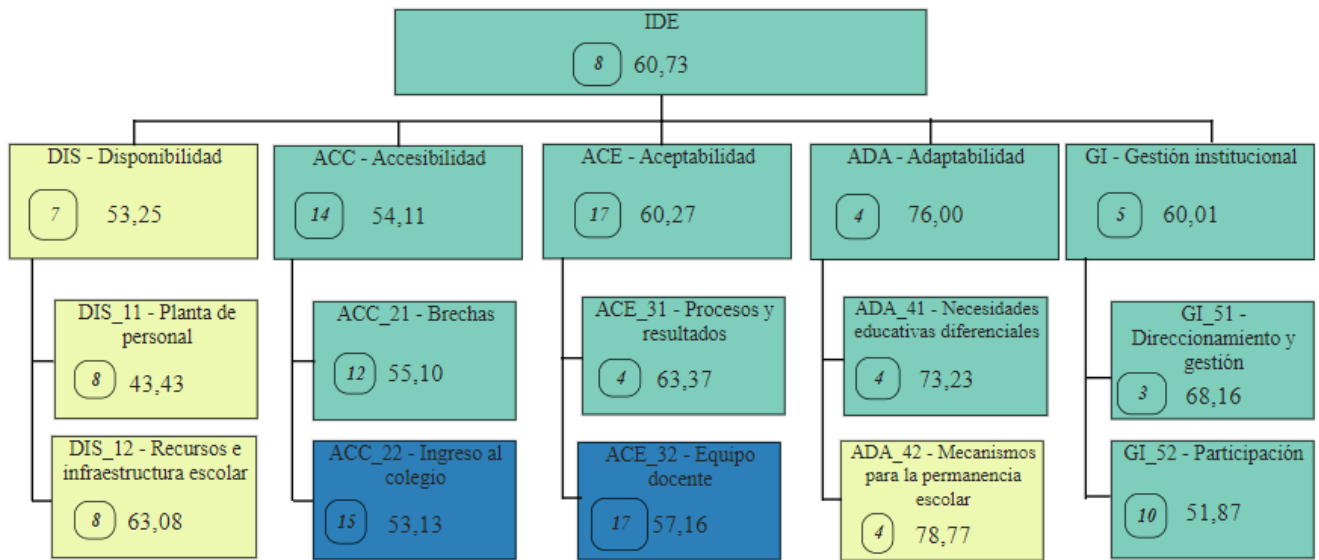 IDE
8 60,73
DIS - Disponibilidad
7 53,25
ACC - Accesibilidad
14 54,11
ACE - Aceptabilidad
17 60,27
ADA - Adaptabilidad
4 76,00
GI - Gestión institucional
5 60,01
DIS_11 - Planta de
personal
8 43,43
ACC_21 - Brechas
12 55,10
ACE_31 - Procesos y
resultados
4 63,37
ADA_41 - Necesidades
educativas diferenciales
4 73,23
GI_51 -
Direccionamiento y
gestión
3 68,16
DIS_12 - Recursos e
infraestructura escolar
8 63,08
ACC_22 - Ingreso al
colegio
15 53,13
ACE_32 - Equipo
docente
17 57,16
ADA_42 - Mecanismos
para la permanencia
escolar
4 78,77
GI_52 - Participación
10 51,87